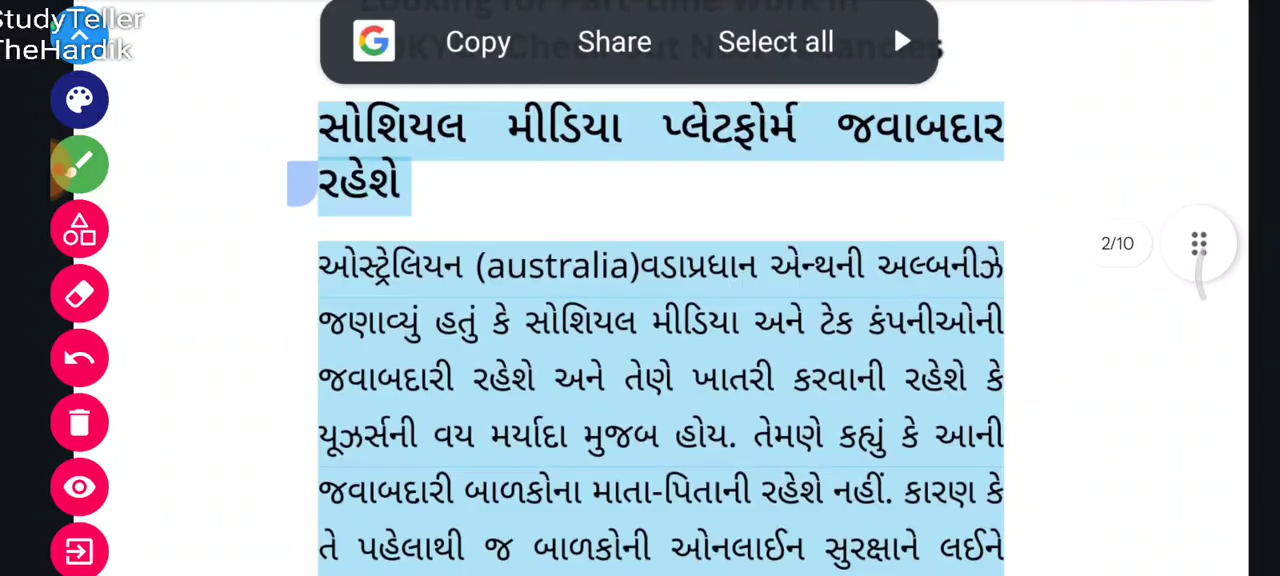 StudyTeller
TheHardik
Copy Share Select all
સોશિયલ મીડિયા પ્લેટફોર્મ જવાબદાર
રહેશે
ઓસ્ટ્રેલિયન (australia)વડાપ્રધાન એન્થની અલ્બનીઝે
જણાવ્યું હતું કે સોશિયલ મીડિયા અને ટેક કંપનીઓની
જવાબદારી રહેશે અને તેણે ખાતરી કરવાની રહેશે કે
યૂઝર્સની વય મર્યાદા મુજબ હોય. તેમણે કહ્યું કે આની
જવાબદારી બાળકોના માતા-પિતાની રહેશે નહીં. કારણ કે
તે પહેલાથી જ બાળકોની ઓનલાઈન સુરક્ષાને લઈને
2/10